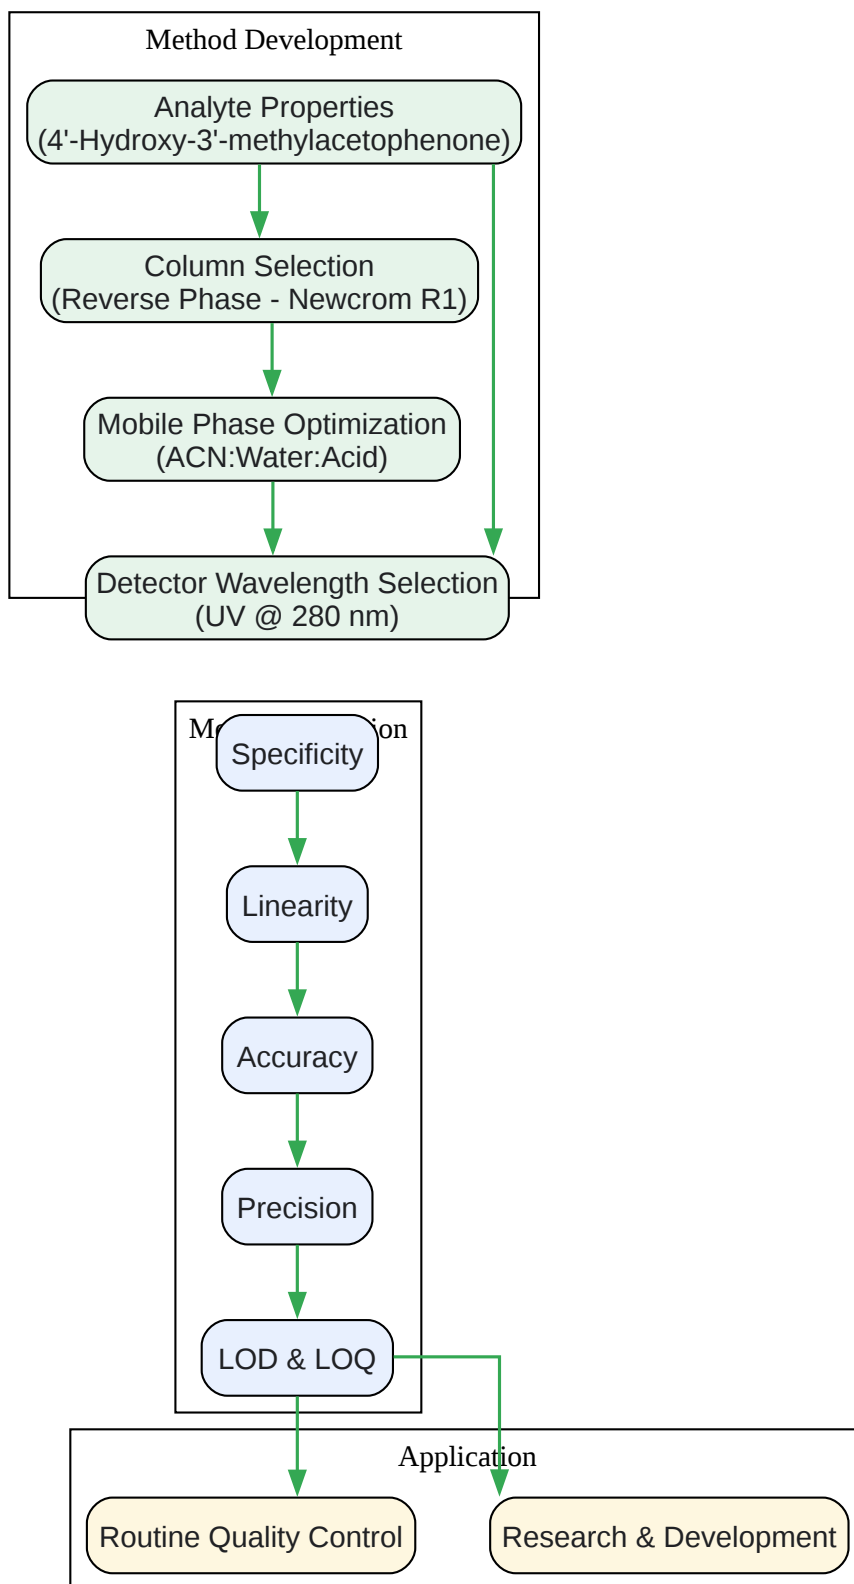 Method Development
Analyte Properties
(4'-Hydroxy-3'-methylacetophenone)
Column Selection
(Reverse Phase - Newcrom R1)
Mobile Phase Optimization
(ACN:Water:Acid)
Detector Wavelength Selection
(UV @ 280 nm)
Specificity
Linearity
Accuracy
Precision
LOD & LOQ
Application
Routine Quality Control
Research & Development